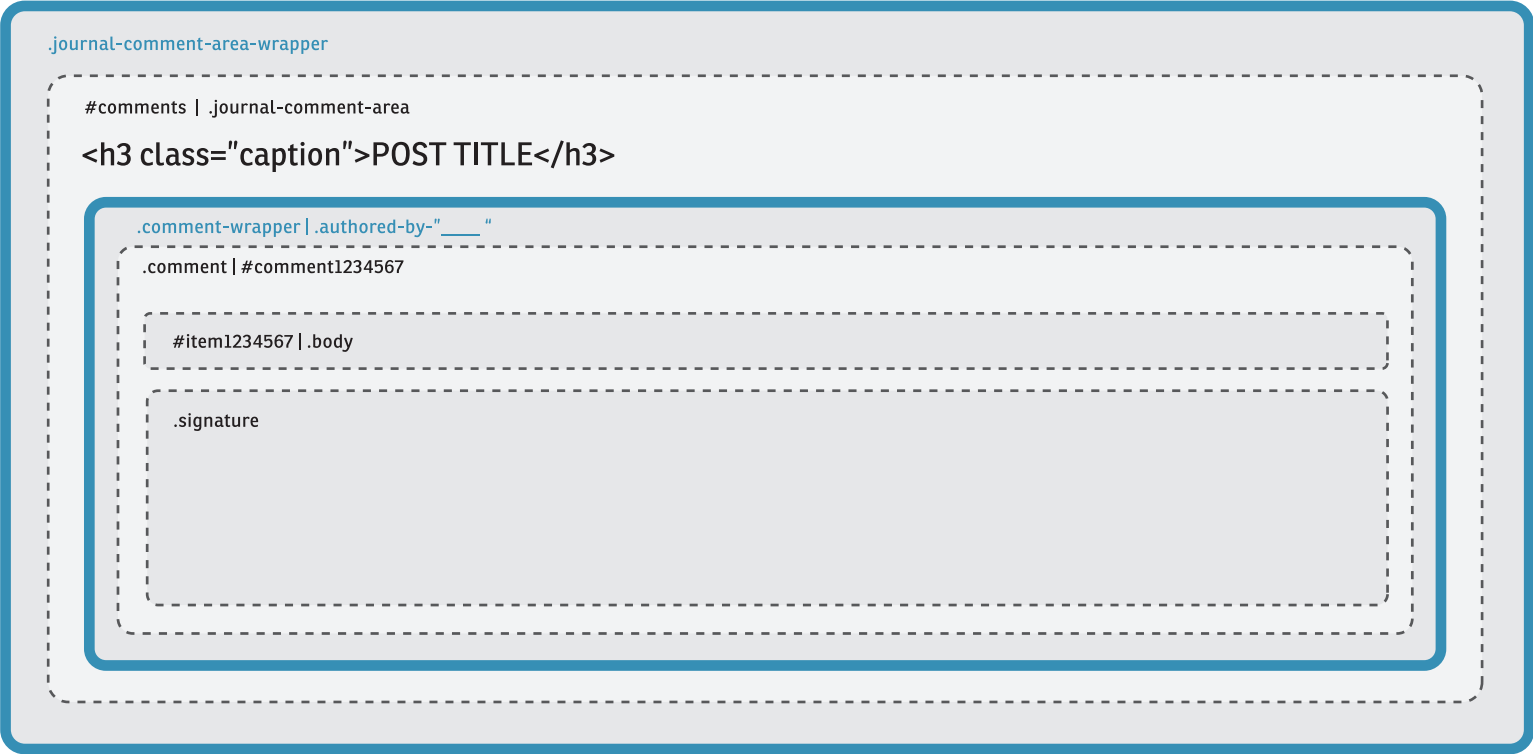 .journal-comment-area-wrapper
#comments | .journal-comment-area
<h3 class="caption">POST TITLE</h3>
.comment-wrapper | .authored-by-”____ “
.comment | #comment1234567
#item1234567 | .body
.signature